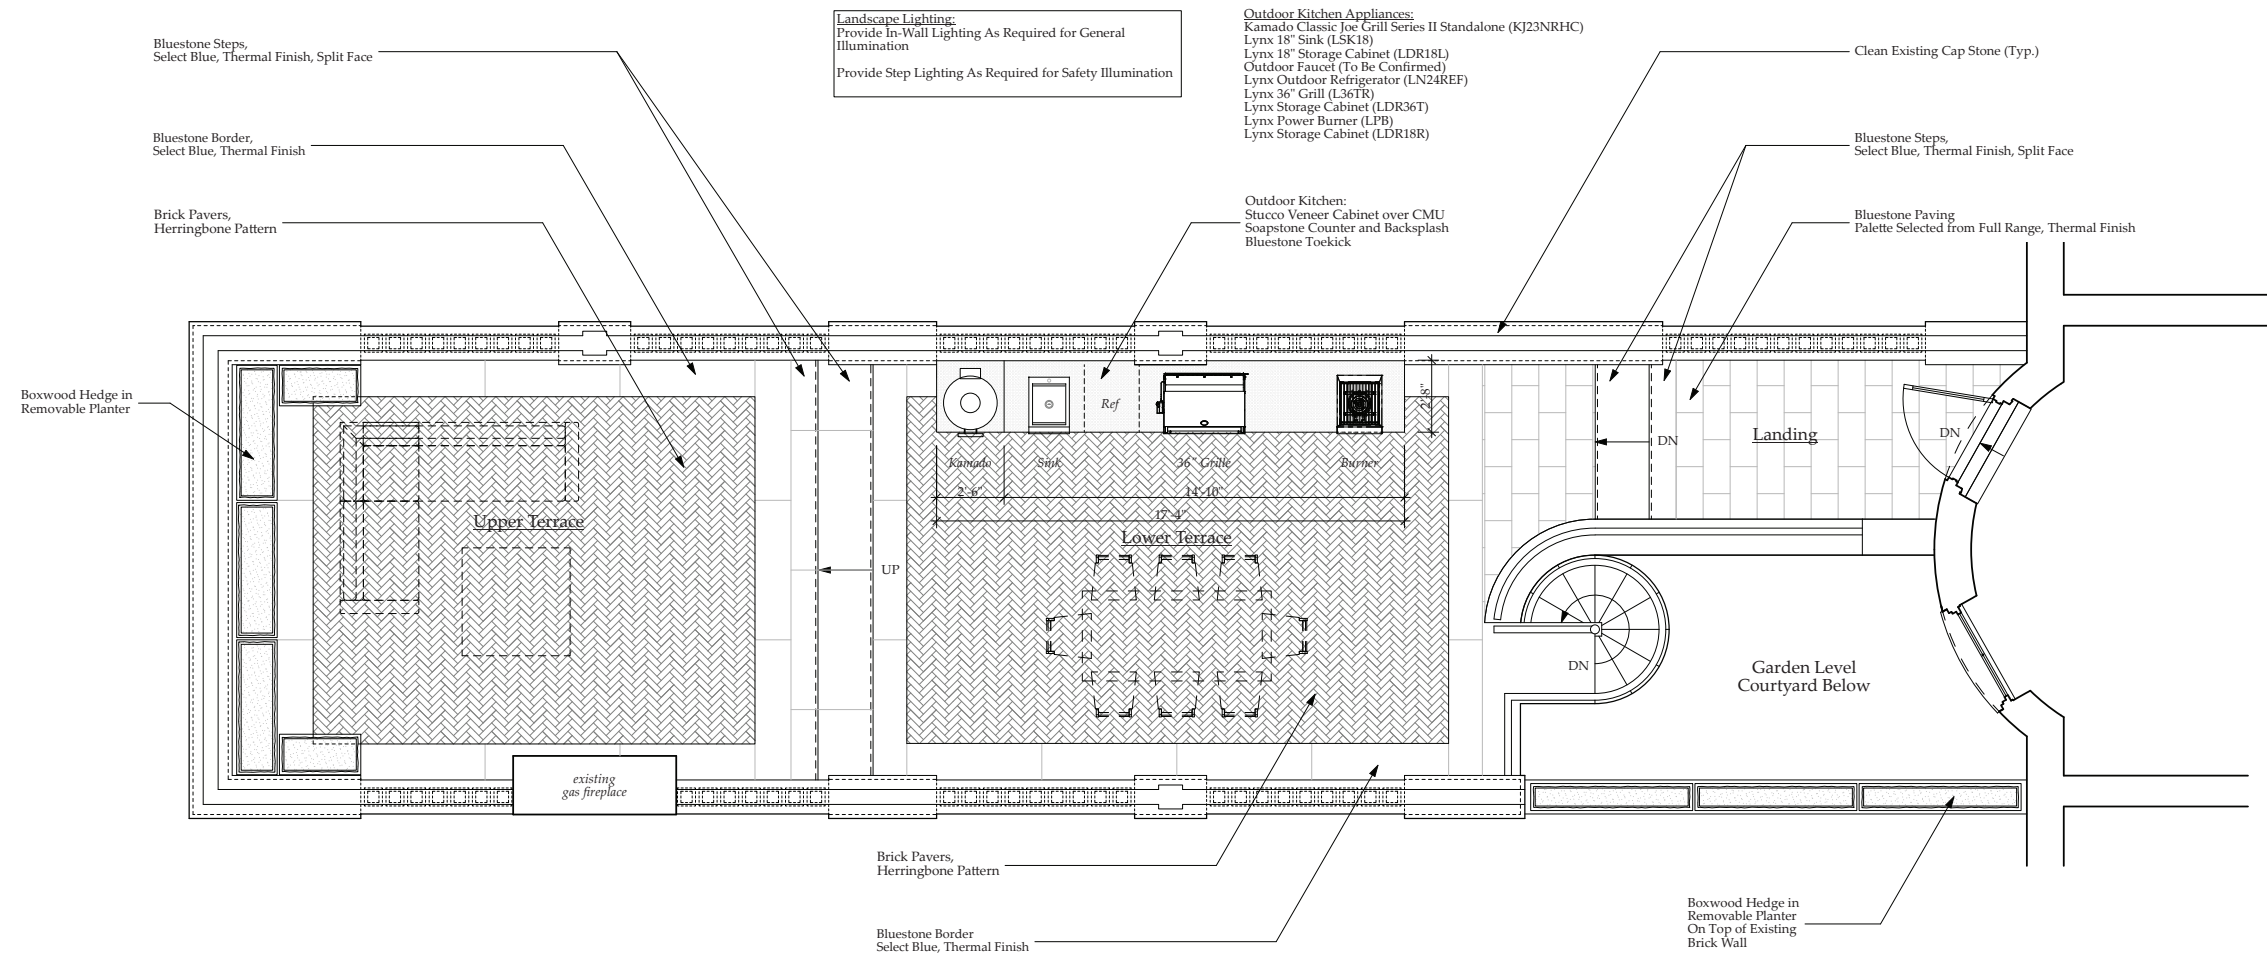 Landscape Lighting:
Provide In-Wall Lighting As Required for General
Illumination
Provide Step Lighting As Required for Safety Illumination
Outdoor Kitchen Appliances:
Kamado Classic Joe Grill Series II Standalone (KJ23NRHC)
Lynx 18" Sink (LSK18)
Lynx 18" Storage Cabinet (LDR18L)
Outdoor Faucet (To Be Confirmed)
Lynx Outdoor Refrigerator (LN24REF)
Lynx 36" Grill (L36TR)
Lynx Storage Cabinet (LDR36T)
Lynx Power Burner (LPB)
Lynx Storage Cabinet (LDR18R)
Bluestone Steps,
Select Blue, Thermal Finish, Split Face
Clean Existing Cap Stone (Typ.)
Bluestone Border,
Select Blue, Thermal Finish
Bluestone Steps,
Select Blue, Thermal Finish, Split Face
Brick Pavers,
Herringbone Pattern
Outdoor Kitchen:
Stucco Veneer Cabinet over CMU
Soapstone Counter and Backsplash
Bluestone Toekick
Bluestone Paving
Palette Selected from Full Range, Thermal Finish
Boxwood Hedge in
Removable Planter
Ref
2'-8"
Kamado
Sink
36" Grille
Burner
2'-6"
14'-10"
17'-4"
DN
Landing
DN
Upper Terrace
Lower Terrace
UP
DN
Garden Level
Courtyard Below
existing
gas fireplace
Brick Pavers,
Herringbone Pattern
Bluestone Border
Select Blue, Thermal Finish
Boxwood Hedge in
Removable Planter
On Top of Existing
Brick Wall